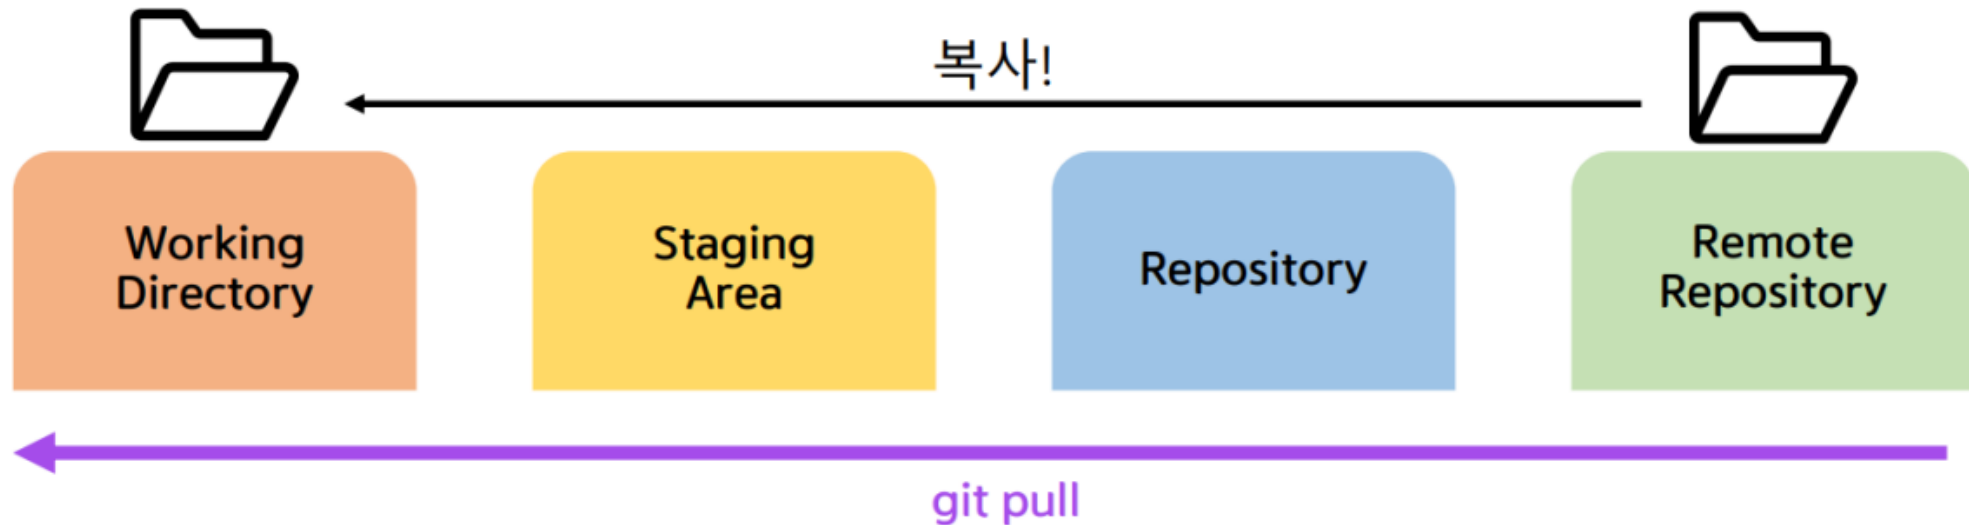 복사!
Working
Directory
Staging
Area
Repository
Remote
Repository
git pull